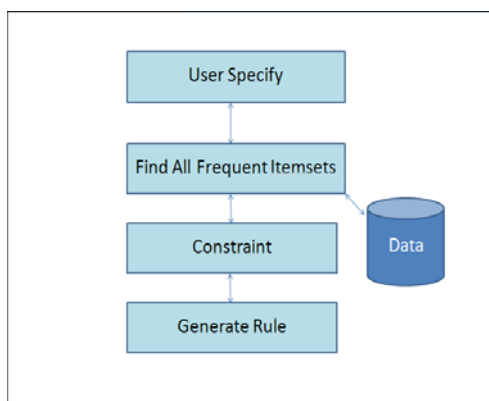 User Specify
Find All Frequent Itemsets
Data
Constraint
Generate Rule